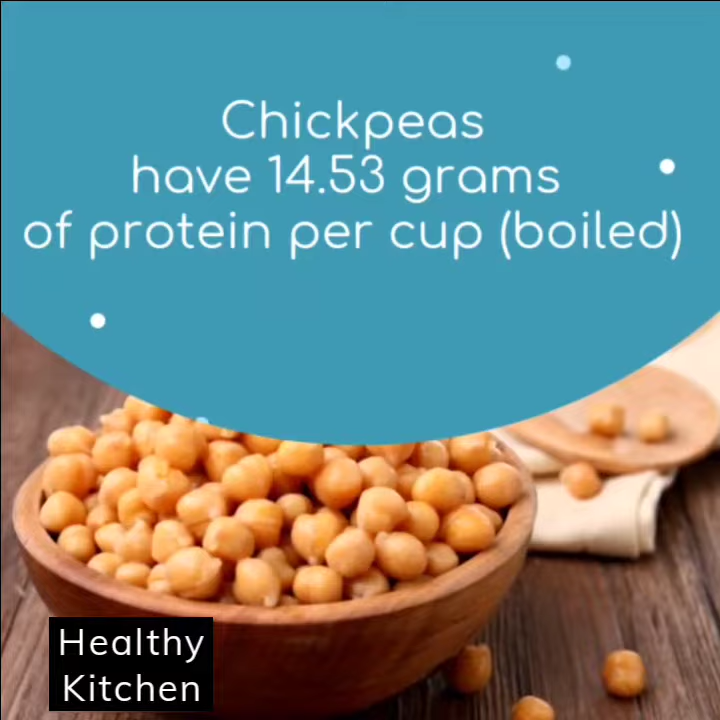 Chickpeas
have 14.53 grams
of protein per cup (boiled)
Healthy
Kitchen